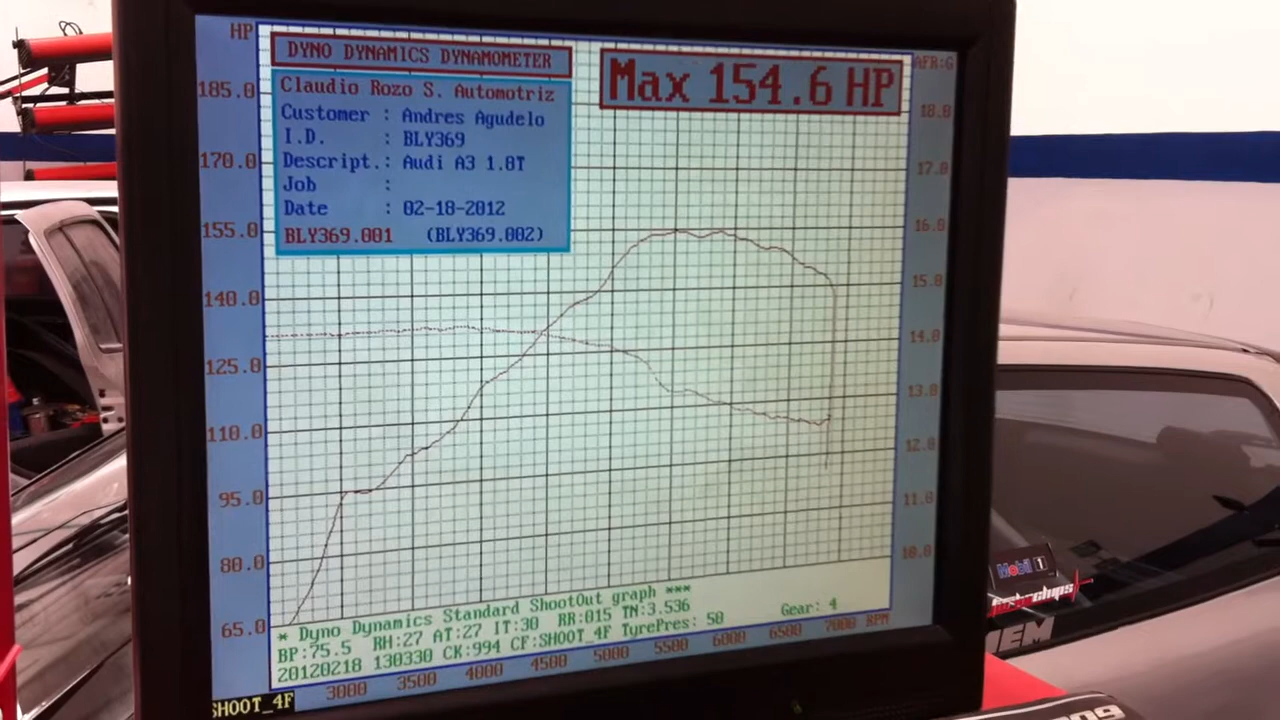 HP
DYNO DYNAMICS DYNAMOMETER
Max 154.6 HP
AFR:G
Claudio Rozo S. Automotriz
Customer : Andres Agudelo
I.D. : BLY369
Descript.: Audi A3 1.8T
Job :
Date : 02-18-2012
BLY369.001 (BLY369.002)
185.0
170.0
155.0
140.0
125.0
110.0
95.0
80.0
65.0
18.0
17.0
16.0
15.0
14.0
13.0
12.0
11.0
10.0
* Dyno Dynamics Standard ShootOut graph ***
BP:75.5 RH:27 AT:27 IT:30 RR:015 TN:3.536 Gear: 4
20120218 130330 CK:994 CF:SHOOT_4F TyrePres: 50
3000 3500 4000 4500 5000 5500 6000 6500 7000 RPM
SHOOT_4F
Mobil 1